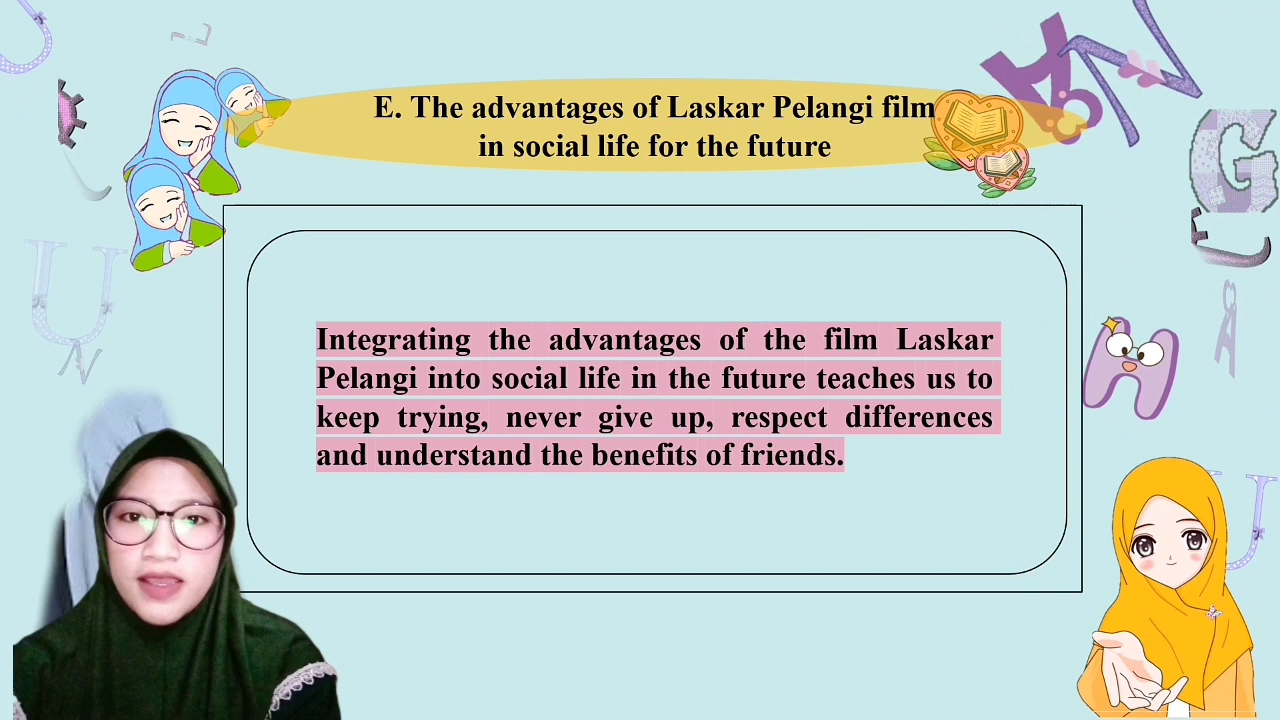 E. The advantages of Laskar Pelangi film
in social life for the future
Integrating the advantages of the film Laskar
Pelangi into social life in the future teaches us to
keep trying, never give up, respect differences
and understand the benefits of friends.